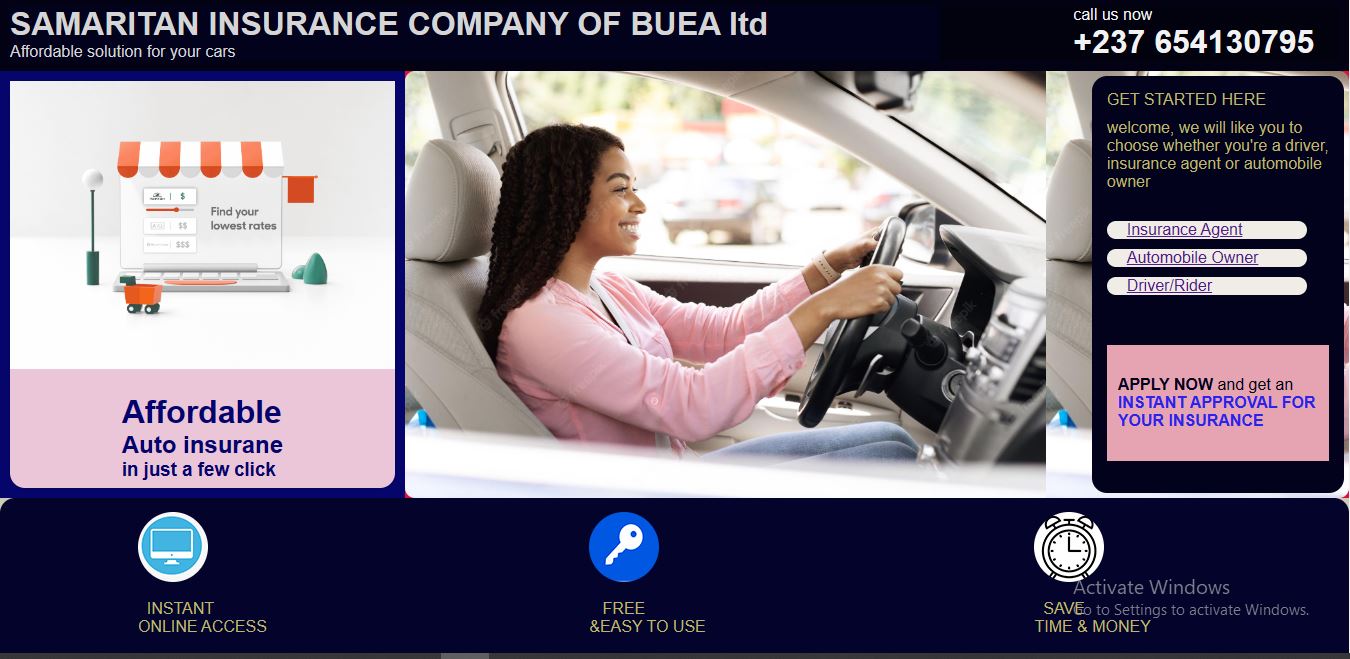 SAMARITAN INSURANCE COMPANY OF BUEA ltd
Affordable solution for your cars
call us now
+237 654130795
Find your
lowest rates
$
$$
$$$
Affordable
Auto insurane
in just a few click
GET STARTED HERE
welcome, we will like you to
choose whether you're a driver,
insurance agent or automobile
owner
Insurance Agent
Automobile Owner
Driver/Rider
APPLY NOW and get an
INSTANT APPROVAL FOR
YOUR INSURANCE
INSTANT
ONLINE ACCESS
FREE
&EASY TO USE
SAVE
TIME & MONEY
Activate Windows
Go to Settings to activate Windows.